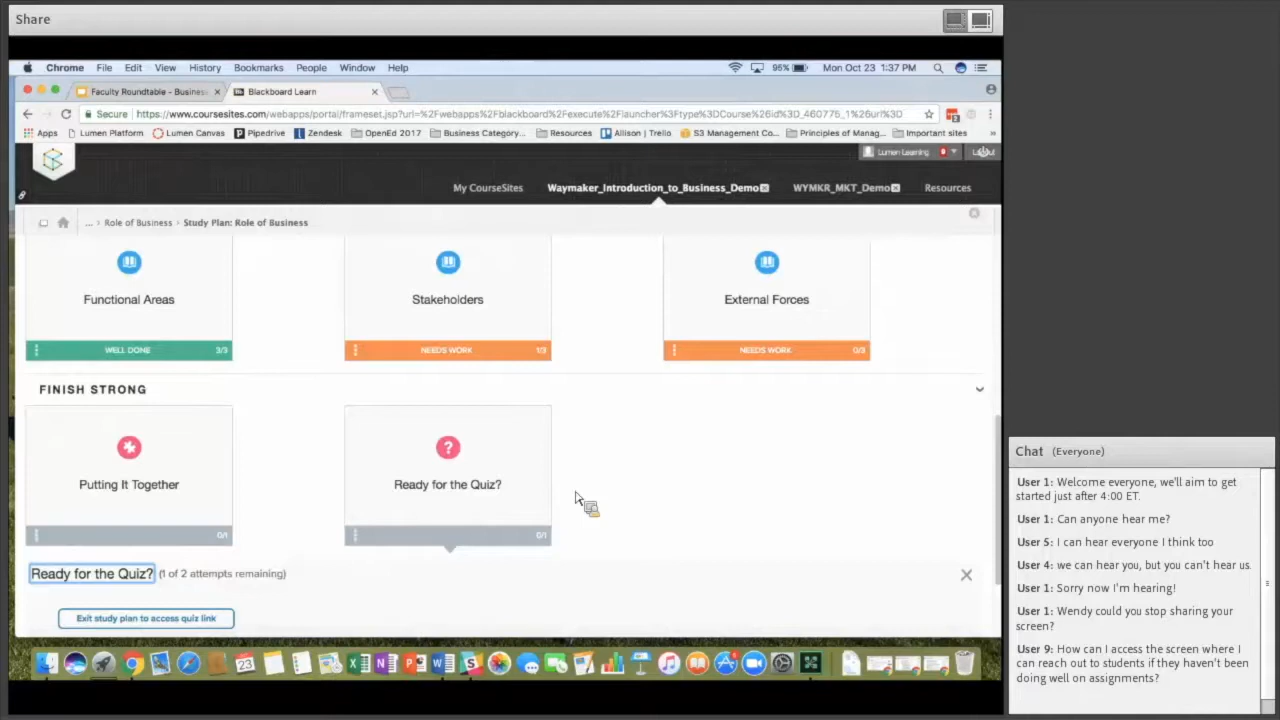 Share
Chrome File Edit View History Bookmarks People Window Help
95% Mon Oct 23 1:37 PM
Faculty Roundtable - Business
Blackboard Learn
Secure https://www.coursesites.com/webapps/portal/frameset.jsp?url=%2Fwebapps%2Fblackboard%2Fexecute%2Flauncher%3Ftype%3DCourse%26id%3D_460775_1%26url%3D
Apps Lumen Platform Lumen Canvas Pipedrive Zendesk OpenEd 2017 Business Category... Resources Allison | Trello S3 Management Co... Principles of Manag... Important sites »
Lumen Learning Logout
My CourseSites Waymaker_Introduction_to_Business_Demo WYMKR_MKT_Demo Resources
... > Role of Business > Study Plan: Role of Business
Functional Areas
Stakeholders
External Forces
WELL DONE 3/3
NEEDS WORK 1/3
NEEDS WORK 0/3
FINISH STRONG
Putting It Together
?
Ready for the Quiz?
0/1
0/1
Ready for the Quiz? (1 of 2 attempts remaining)
Exit study plan to access quiz link
23
Chat (Everyone)
User 1: Welcome everyone, we'll aim to get
started just after 4:00 ET.
User 1: Can anyone hear me?
User 5: I can hear everyone I think too
User 4: we can hear you, but you can't hear us.
User 1: Sorry now I'm hearing!
User 1: Wendy could you stop sharing your
screen?
User 9: How can I access the screen where I
can reach out to students if they haven't been
doing well on assignments?